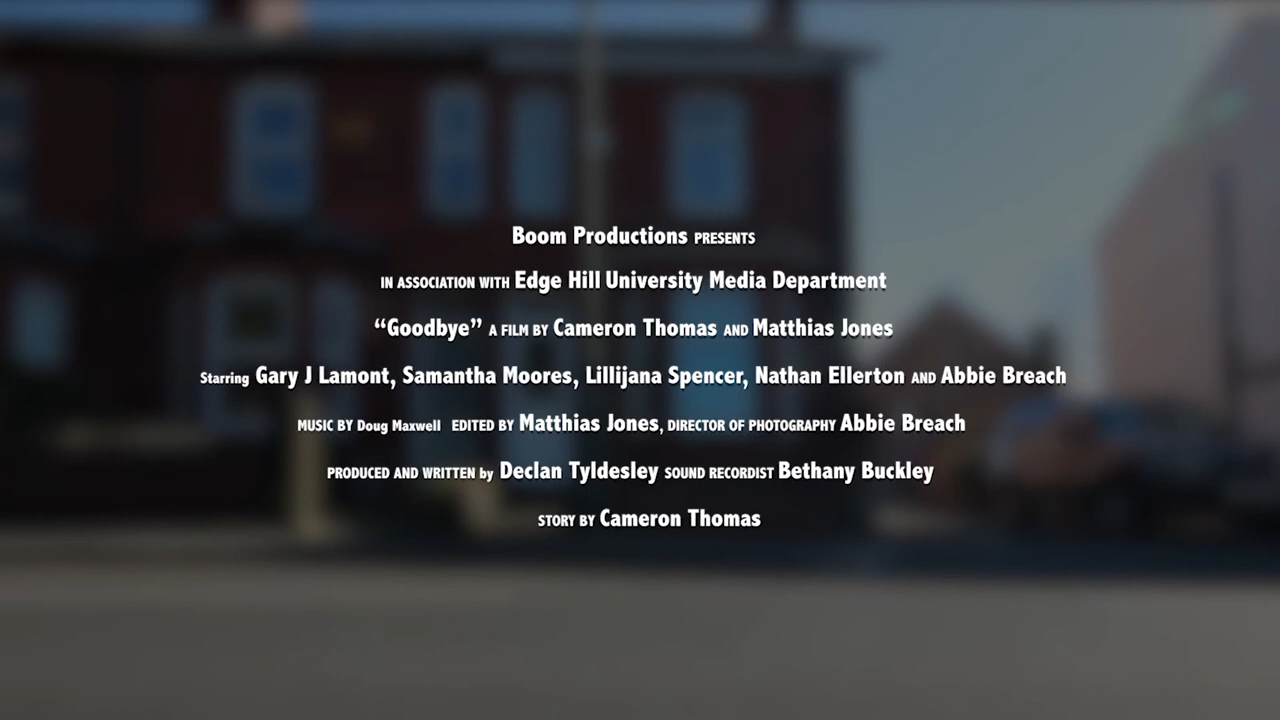 Boom Productions PRESENTS
IN ASSOCIATION WITH Edge Hill University Media Department
“Goodbye” A FILM BY Cameron Thomas AND Matthias Jones
Starring Gary J Lamont, Samantha Moores, Lillijana Spencer, Nathan Ellerton AND Abbie Breach
MUSIC BY Doug Maxwell EDITED BY Matthias Jones, DIRECTOR OF PHOTOGRAPHY Abbie Breach
PRODUCED AND WRITTEN by Declan Tyldesley SOUND RECORDIST Bethany Buckley
STORY BY Cameron Thomas